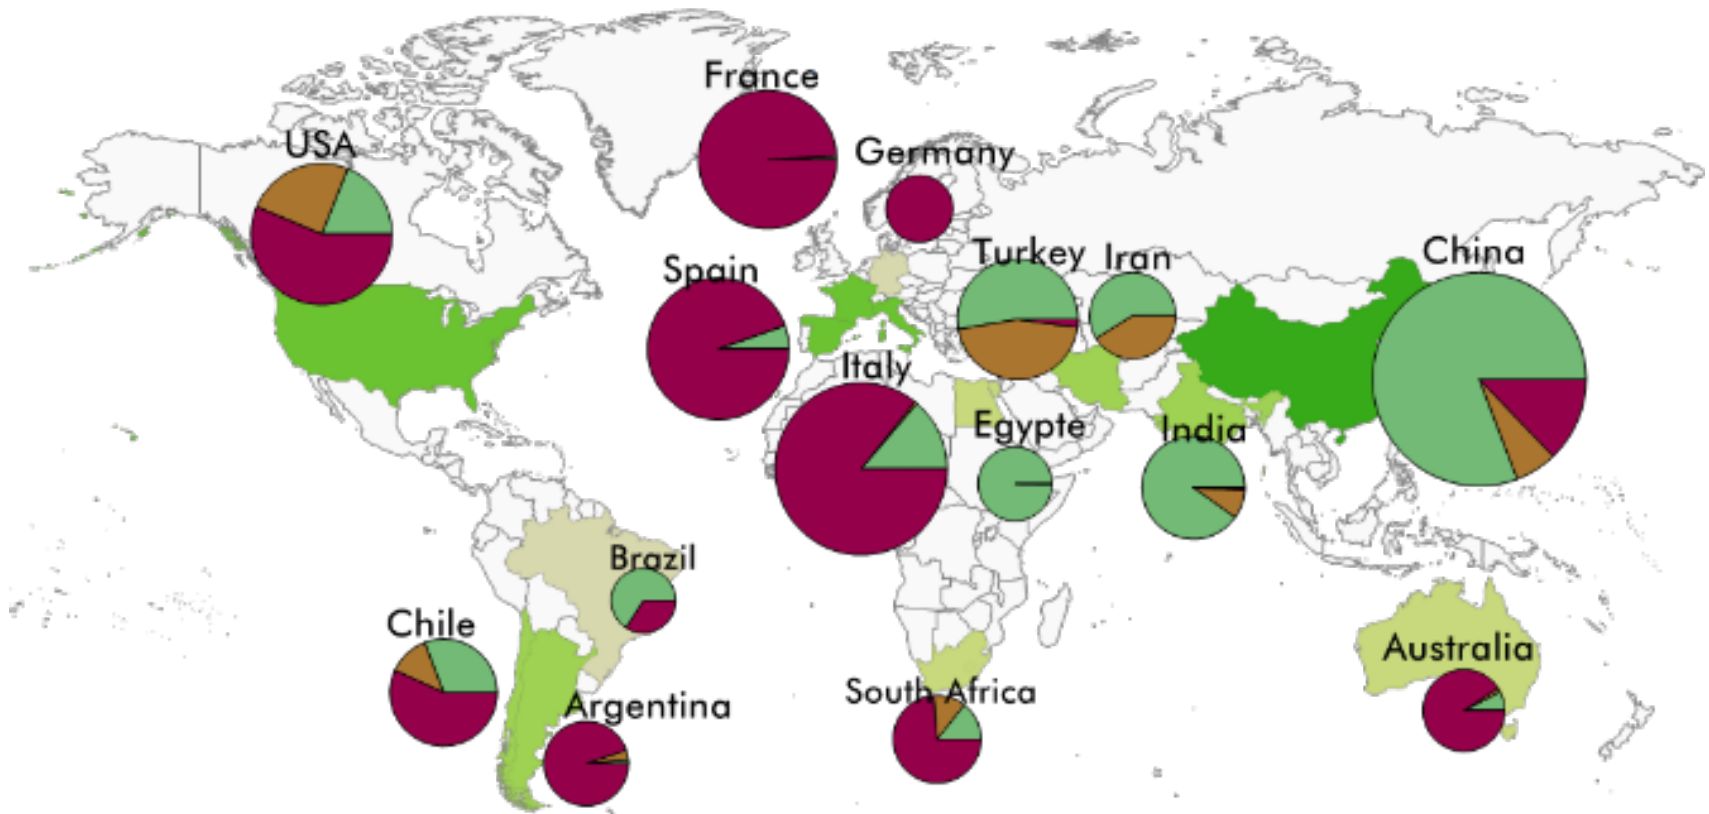 France
USA
Germany
Turkey
Iran
China
Spain
Italy
Egypte
India
Brazil
Chile
Australia
South Africa
Argentina